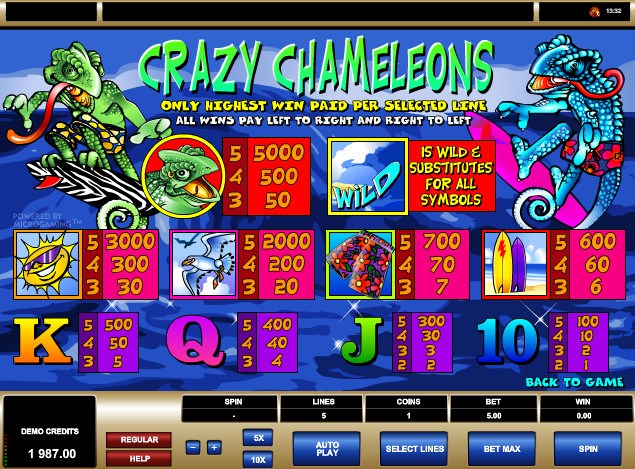 13:32
CRAZY CHAMELEONS
ONLY HIGHEST WIN PAID PER SELECTED LINE
ALL WINS PAY LEFT TO RIGHT AND RIGHT TO LEFT
5 5000
4 500
3 50
WILD
IS WILD &
SUBSTITUTES
FOR ALL
SYMBOLS
POWERED BY
MICROGAMING™
5 3000
4 300
3 30
5 2000
4 200
3 20
5 700
4 70
3 7
5 600
4 60
3 6
K
5 500
4 50
3 5
Q
5 400
4 40
3 4
J
5 300
4 30
3 3
2 2
10
5 100
4 10
3 2
2 1
BACK TO GAME
SPIN
-
LINES
5
COINS
1
BET
5.00
WIN
0.00
DEMO CREDITS
1 987.00
REGULAR
HELP
- +
5X
10X
AUTO
PLAY
SELECT LINES
BET MAX
SPIN